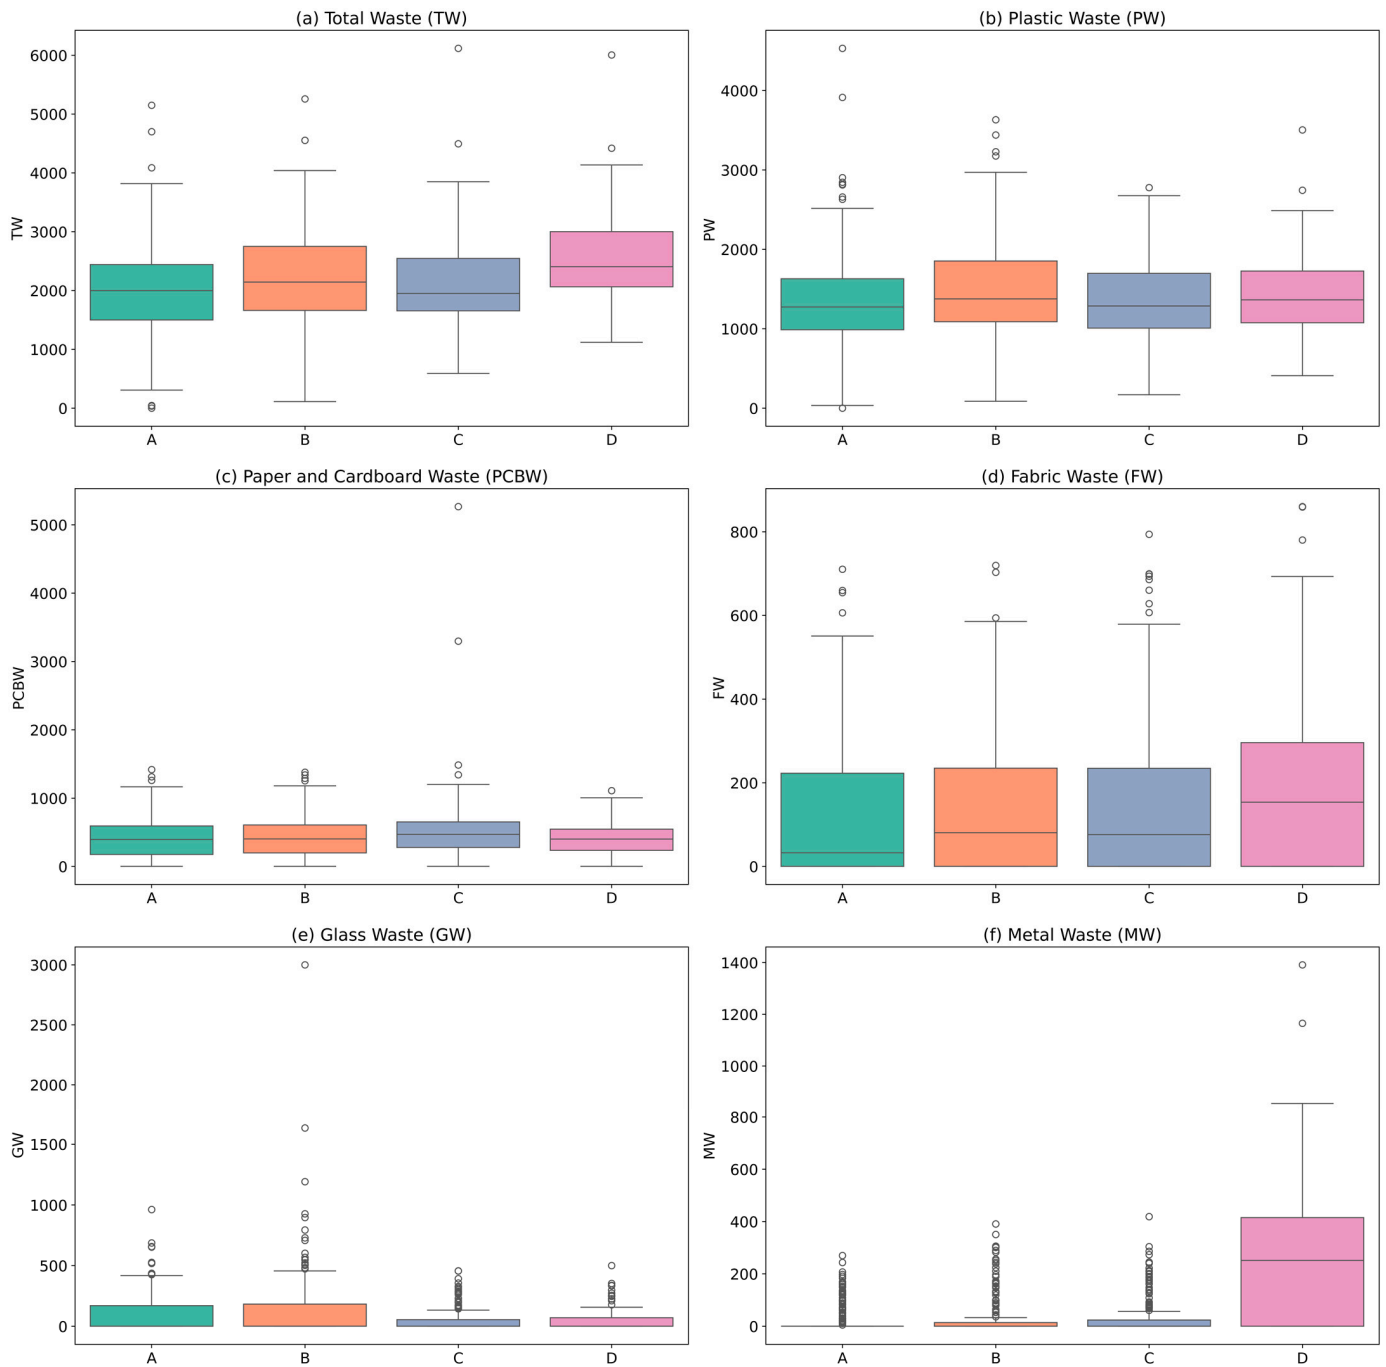 (a) Total Waste (TW)
6000
5000
4000
3000
2000
1000
0
TW
A B C D
(b) Plastic Waste (PW)
4000
3000
2000
1000
0
PW
A B C D
(c) Paper and Cardboard Waste (PCBW)
5000
4000
3000
2000
1000
0
PCBW
A B C D
(d) Fabric Waste (FW)
800
600
400
200
0
FW
A B C D
(e) Glass Waste (GW)
3000
2500
2000
1500
1000
500
0
GW
A B C D
(f) Metal Waste (MW)
1400
1200
1000
800
600
400
200
0
MW
A B C D